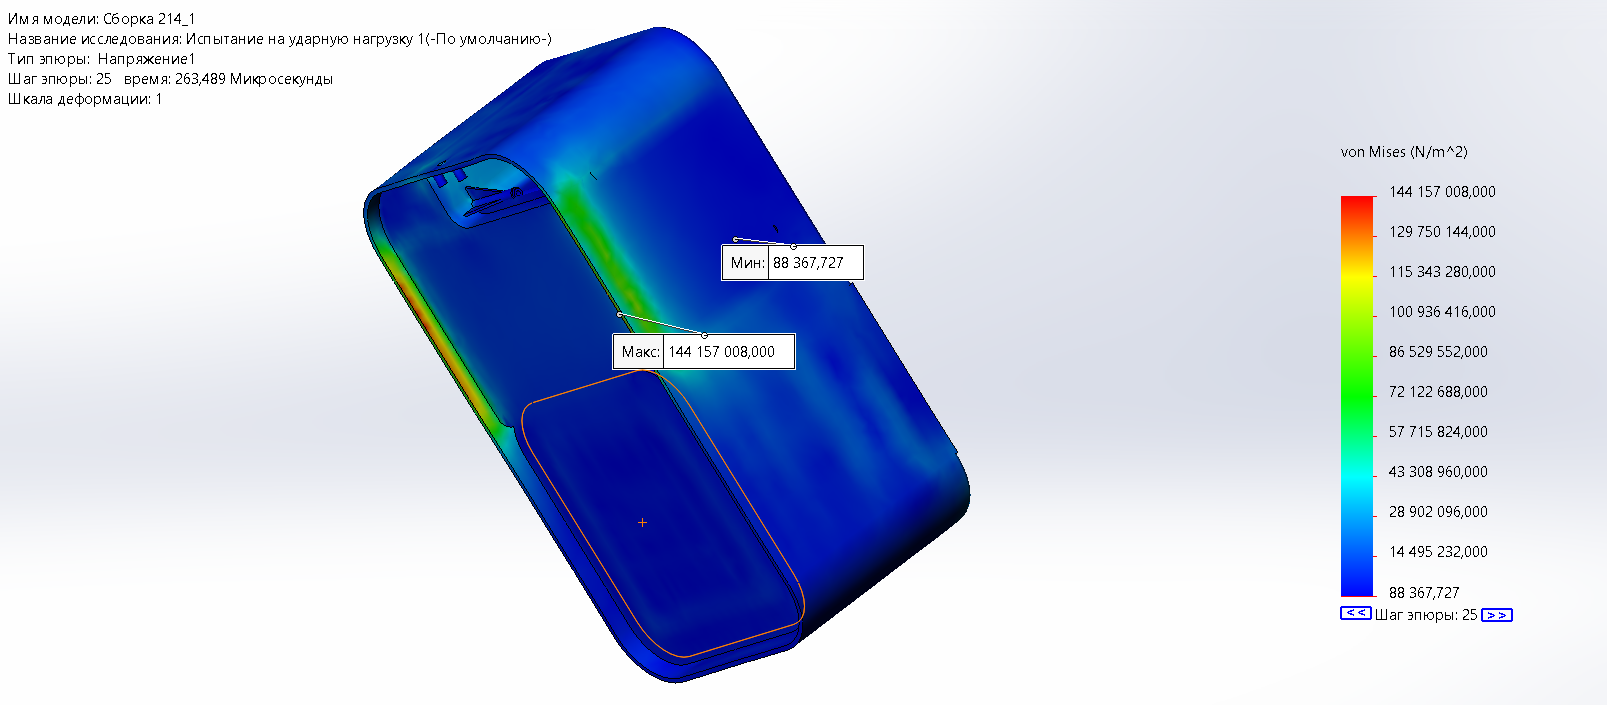 Имя модели: Сборка 214_1
Название исследования: Испытание на ударную нагрузку 1(-По умолчанию-)
Тип эпюры: Напряжение1
Шаг эпюры: 25 время: 263,489 Микросекунды
Шкала деформации: 1
von Mises (N/m^2)
144 157 008,000
129 750 144,000
115 343 280,000
100 936 416,000
86 529 552,000
72 122 688,000
57 715 824,000
43 308 960,000
28 902 096,000
14 495 232,000
88 367,727
<< Шаг эпюры: 25 >>
Мин: 88 367,727
Макс: 144 157 008,000